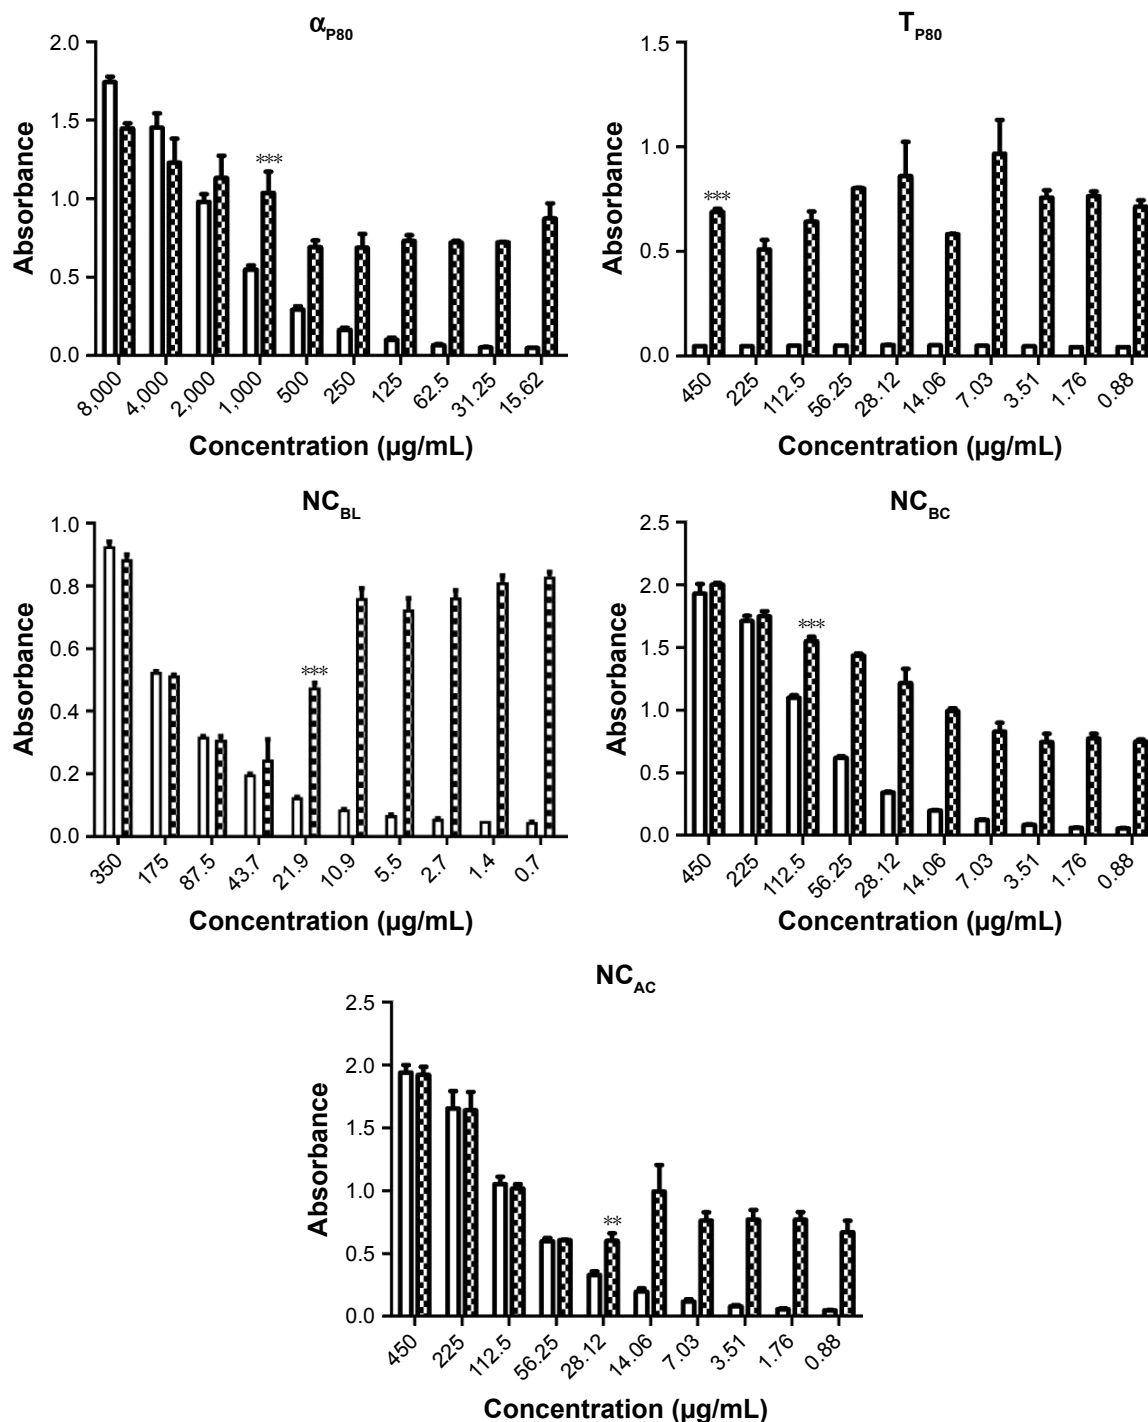 α_P80
Absorbance
2.0
1.5
1.0
0.5
0.0
***
8,000 4,000 2,000 1,000 500 250 125 62.5 31.25 15.62
Concentration (µg/mL)
T_P80
Absorbance
1.5
1.0
0.5
0.0
***
450 225 112.5 56.25 28.12 14.06 7.03 3.51 1.76 0.88
Concentration (µg/mL)
NC_BL
Absorbance
1.0
0.8
0.6
0.4
0.2
0.0
***
350 175 87.5 43.7 21.9 10.9 5.5 2.7 1.4 0.7
Concentration (µg/mL)
NC_BC
Absorbance
2.5
2.0
1.5
1.0
0.5
0.0
***
450 225 112.5 56.25 28.12 14.06 7.03 3.51 1.76 0.88
Concentration (µg/mL)
NC_AC
Absorbance
2.5
2.0
1.5
1.0
0.5
0.0
**
450 225 112.5 56.25 28.12 14.06 7.03 3.51 1.76 0.88
Concentration (µg/mL)